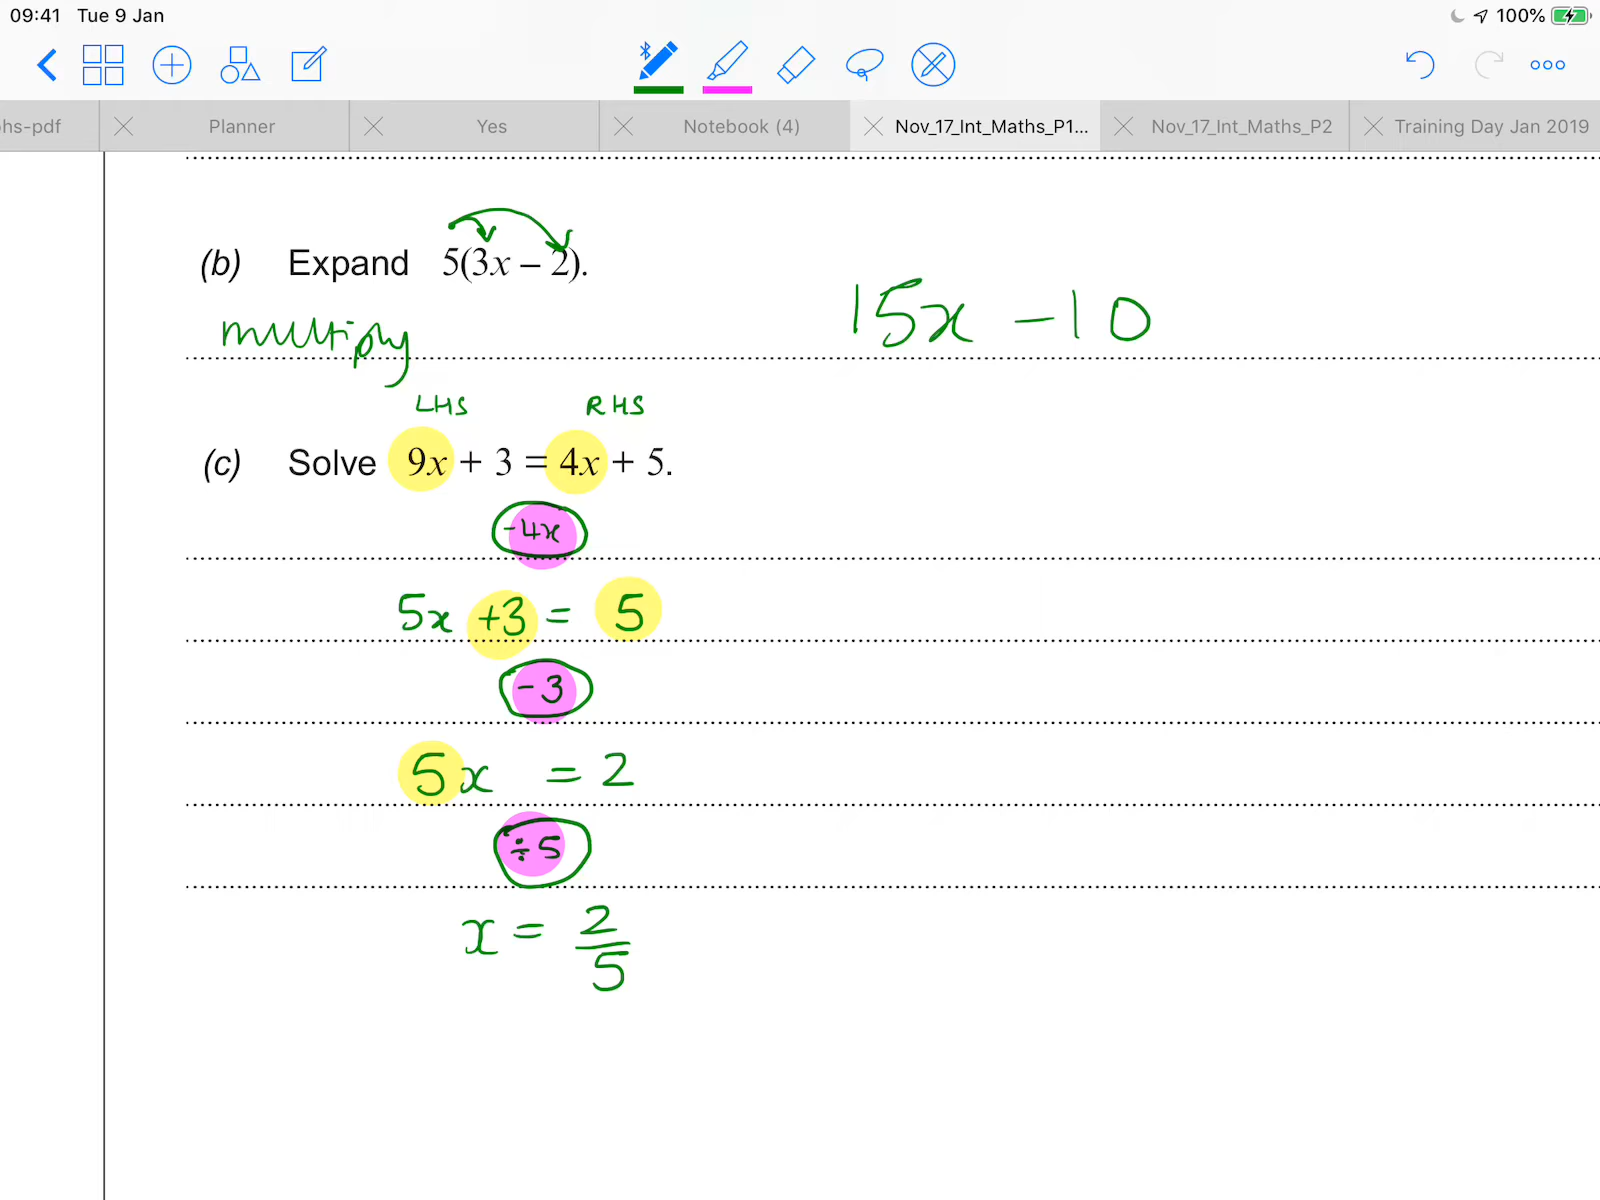 09:41 Tue 9 Jan 100%
hs-pdf Planner Yes Notebook (4) Nov_17_Int_Maths_P1... Nov_17_Int_Maths_P2 Training Day Jan 2019
(b) Expand 5(3x – 2).
multiply 15x - 10
LHS RHS
(c) Solve 9x + 3 = 4x + 5.
-4x
5x +3 = 5
-3
5x = 2
÷5
x = 2/5